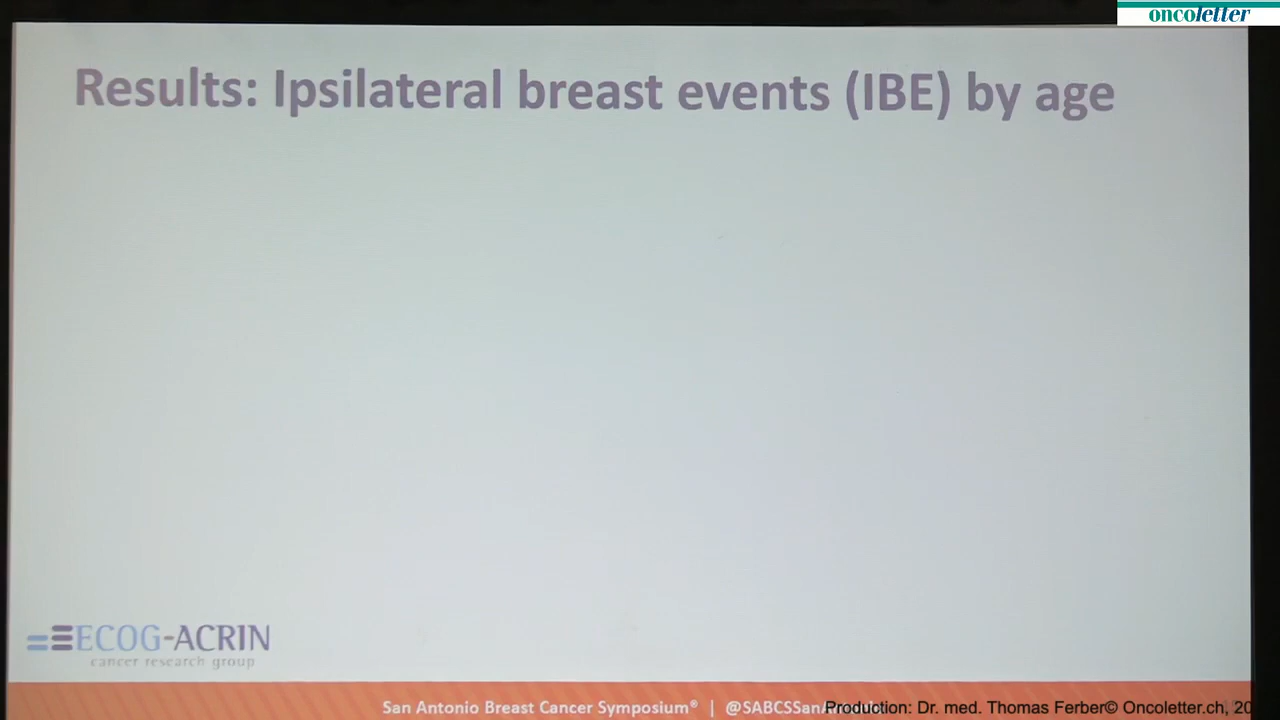 oncoletter
Results: Ipsilateral breast events (IBE) by age
ECOG-ACRIN
cancer research group
San Antonio Breast Cancer Symposium® | @SABCSSanAntonio
Production: Dr. med. Thomas Ferber© Oncoletter.ch, 20